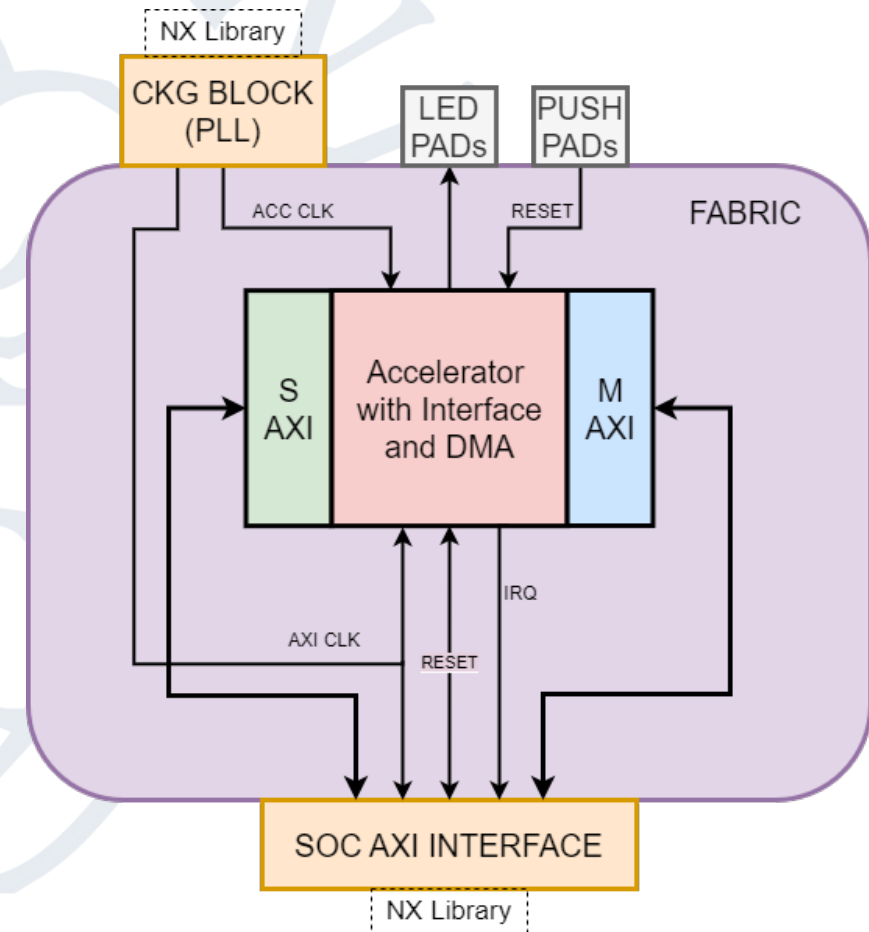 NX Library
CKG BLOCK
(PLL)
LED
PADs
PUSH
PADs
ACC CLK
RESET
FABRIC
S
AXI
Accelerator
with Interface
and DMA
M
AXI
IRQ
AXI CLK
RESET
SOC AXI INTERFACE
NX Library